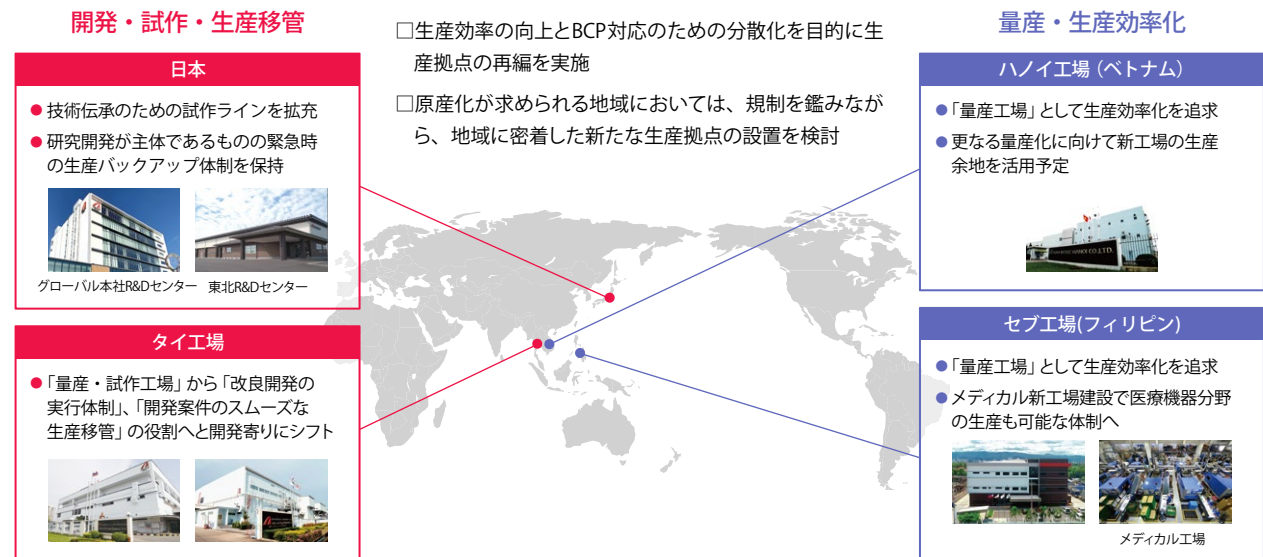 開発・試作・生産移管
日本
●技術伝承のための試作ラインを拡充
●研究開発が主体であるものの緊急時
の生産バックアップ体制を保持
グローバル本社R&Dセンター 東北R&Dセンター
タイ工場
●「量産・試作工場」から「改良開発の
実行体制」、「開発案件のスムーズな
生産移管」の役割へと開発寄りにシフト
□生産効率の向上とBCP対応のための分散化を目的に生
産拠点の再編を実施
□原産化が求められる地域においては、規制を鑑みなが
ら、地域に密着した新たな生産拠点の設置を検討
量産・生産効率化
ハノイ工場（ベトナム）
●「量産工場」として生産効率化を追求
●更なる量産化に向けて新工場の生産
余地を活用予定
HANOI CO.,LTD.
セブ工場(フィリピン)
●「量産工場」として生産効率化を追求
●メディカル新工場建設で医療機器分野
の生産も可能な体制へ
メディカル工場